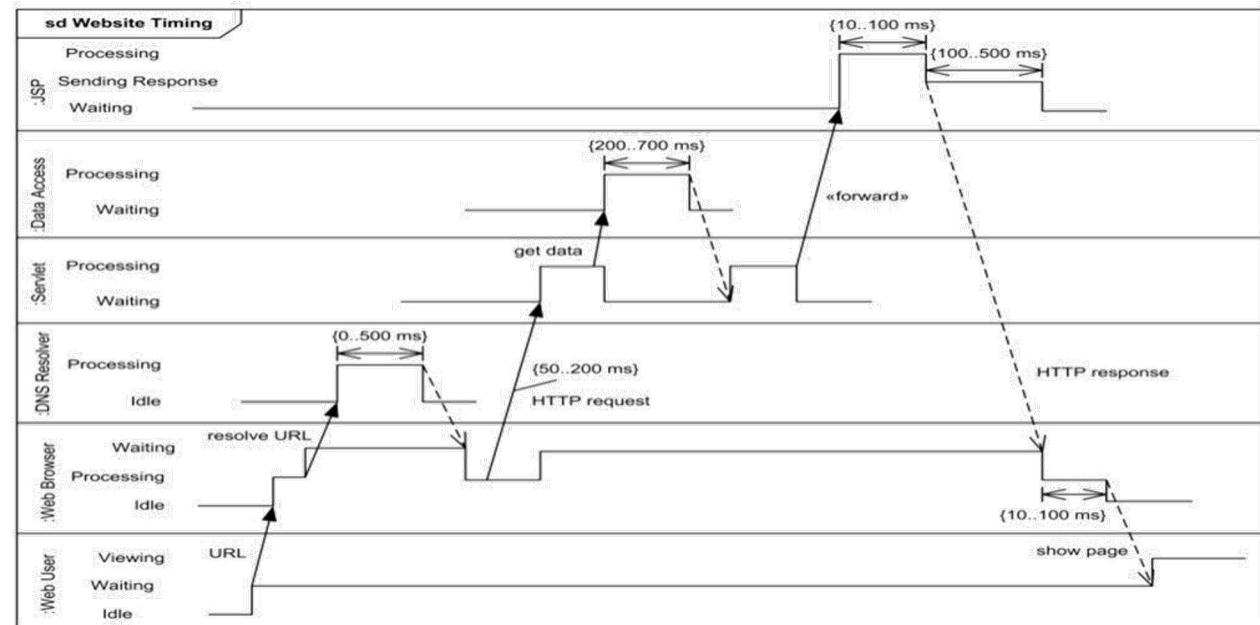 sd Website Timing
:JSP
Processing
Sending Response
Waiting
{10..100 ms}
{100..500 ms}
:Data Access
Processing
Waiting
{200..700 ms}
«forward»
:Servlet
Processing
Waiting
get data
:DNS Resolver
Processing
Idle
{0..500 ms}
{50..200 ms}
HTTP request
HTTP response
:Web Browser
Waiting
Processing
Idle
resolve URL
{10..100 ms}
:Web User
Viewing
Waiting
Idle
URL
show page